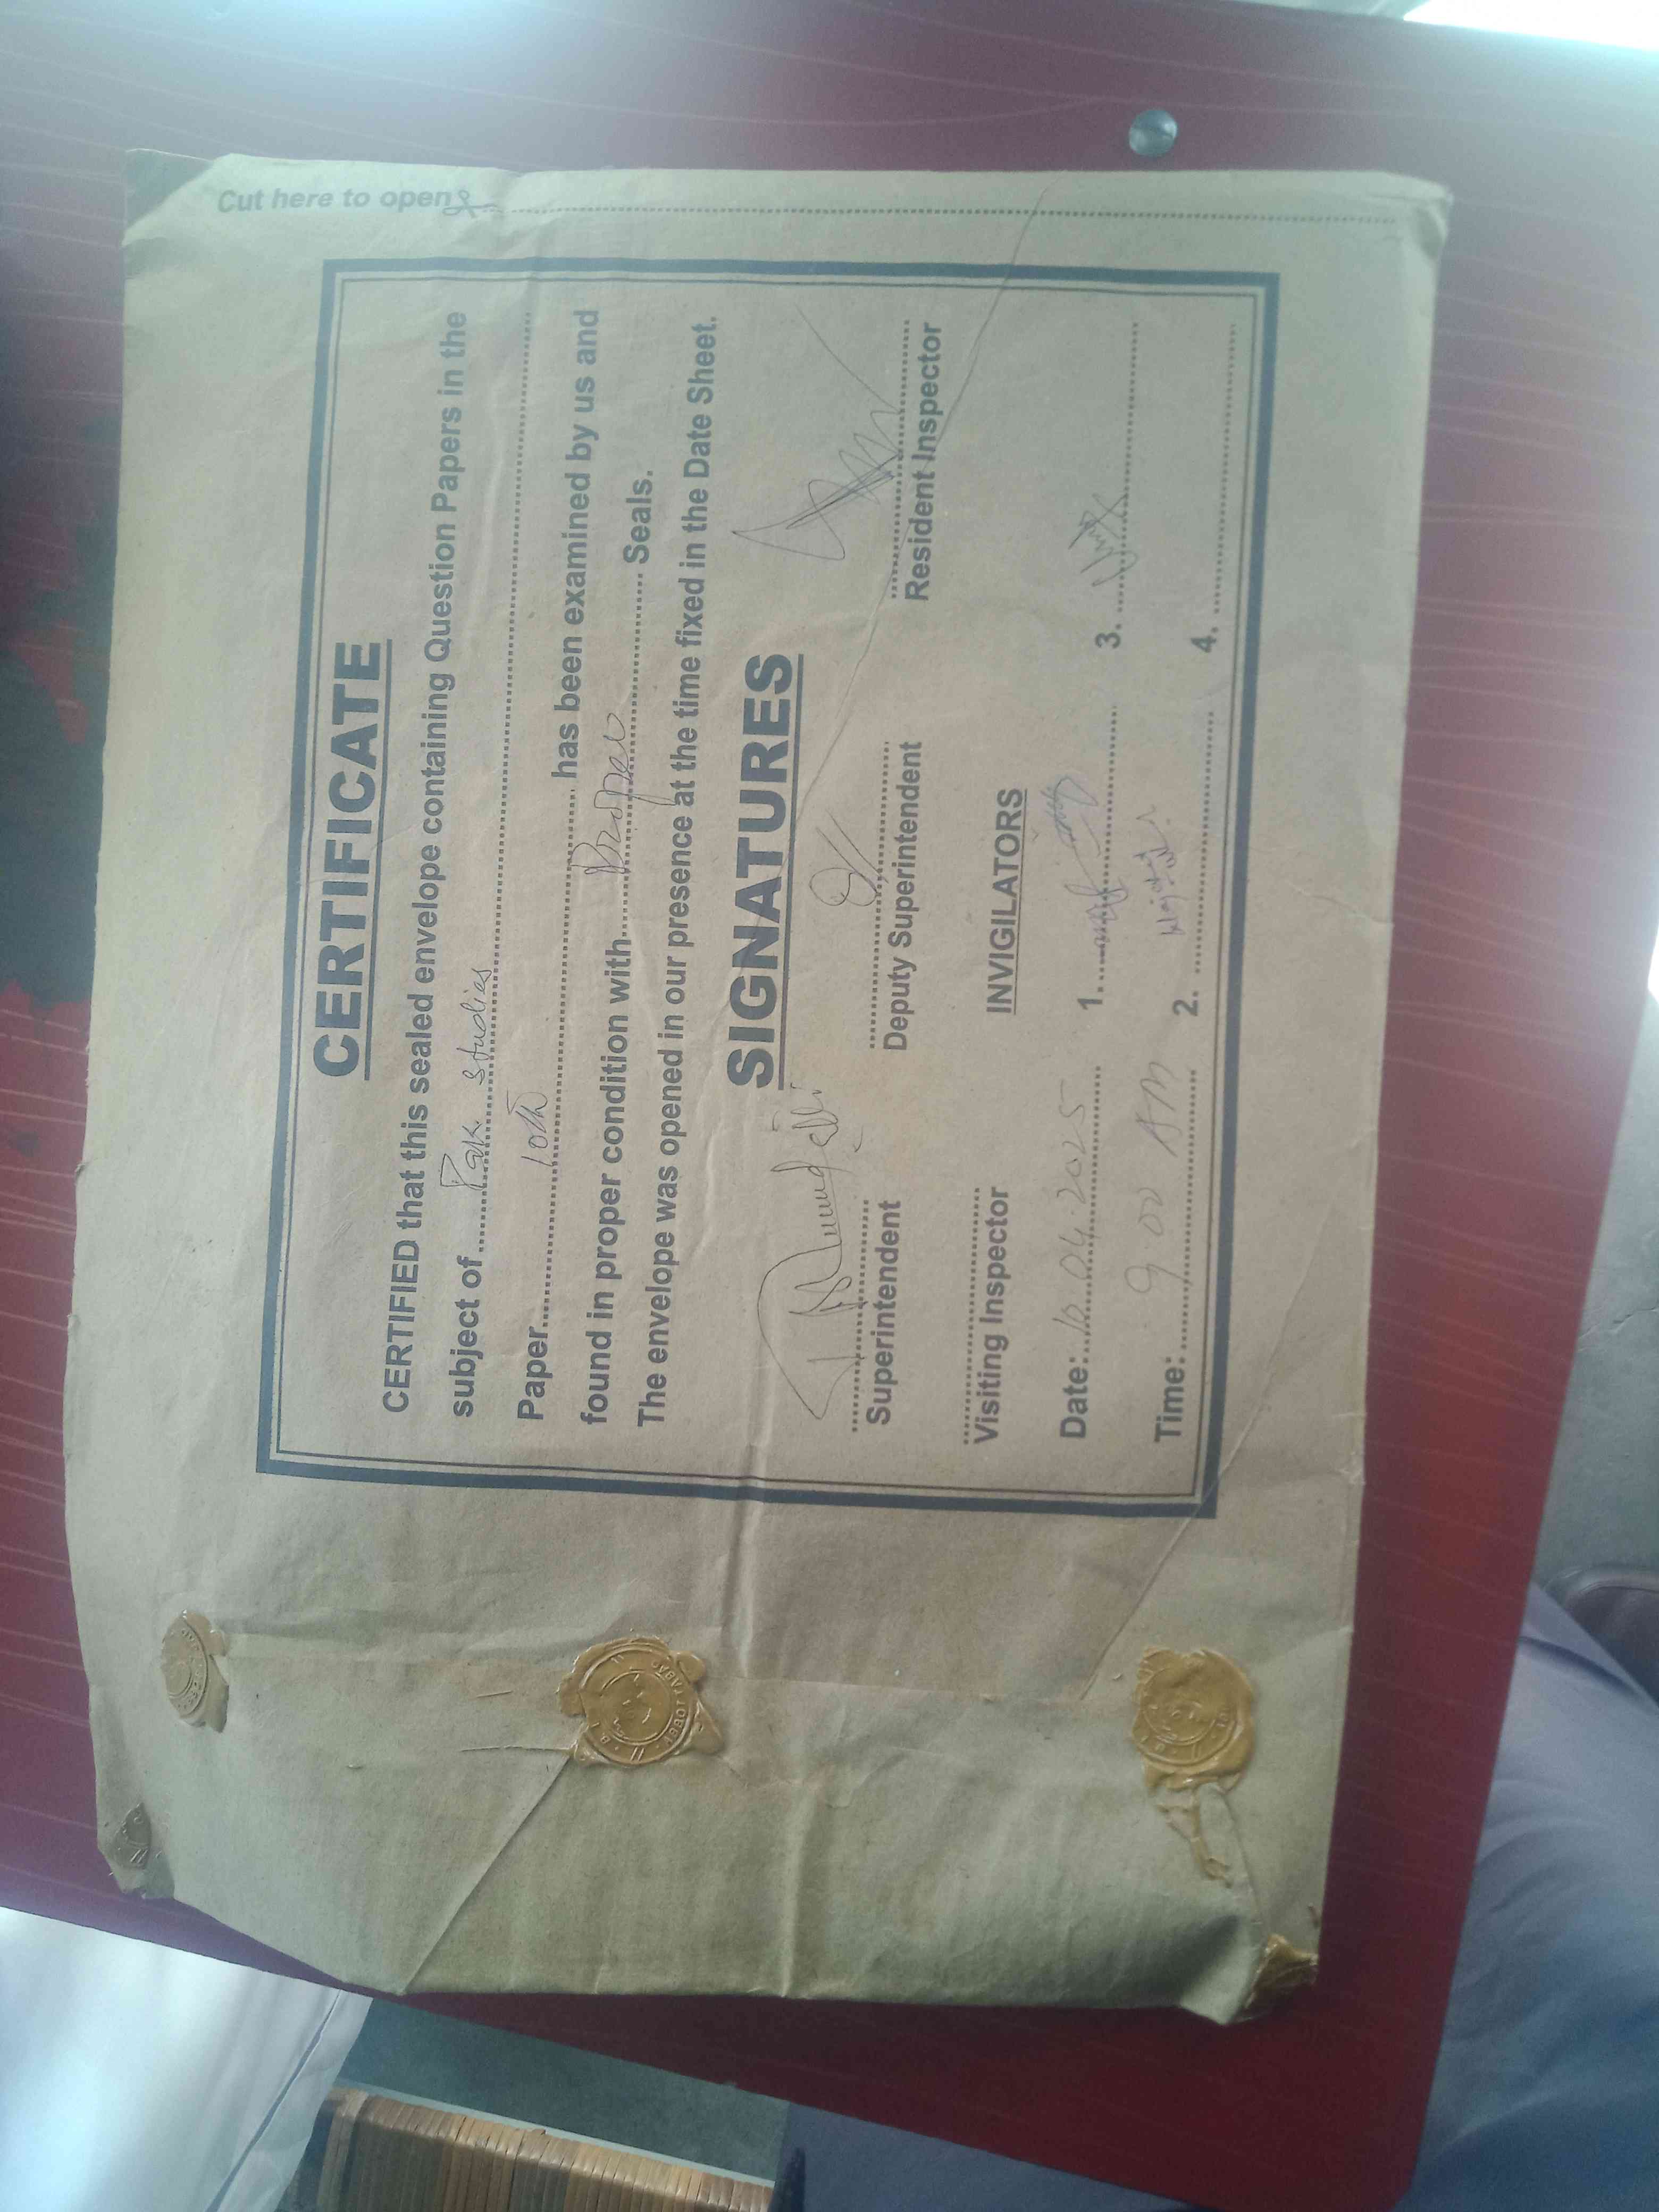 Cut here to open
CERTIFICATE
CERTIFIED that this sealed envelope containing Question Papers in the
subject of Pak studies
Paper 10th has been examined by us and
found in proper condition with Proper Seals.
The envelope was opened in our presence at the time fixed in the Date Sheet.
SIGNATURES
Superintendent Deputy Superintendent Resident Inspector
Visiting Inspector INVIGILATORS
Date: 10.04.2025 1. 3.
Time: 9:00 AM 2. 4.